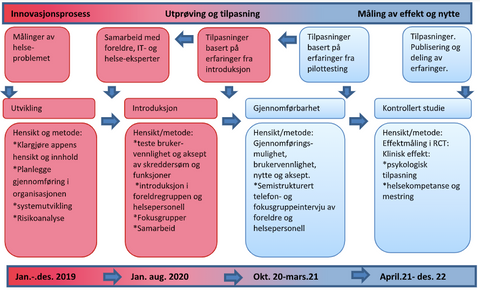 Innovasjonsprosess
Utprøving og tilpasning
Måling av effekt og nytte
Målinger av
helse-
problemet
Samarbeid med
foreldre, IT- og
helse-eksperter
Tilpasninger
basert på
erfaringer fra
introduksjon
Tilpasninger
basert på
erfaringer fra
pilottesting
Tilpasning.
Publisering og
deling av
erfaringer.
Utvikling
Introduksjon
Gjennomførbarhet
Kontrollert studie
Hensikt og metode:
*Klargjøre appens
hensikt og innhold
*Planlegge
gjennomføring i
organisasjonen
*systemutvikling
*Risikoanalyse
Hensikt/metode:
*teste bruker-
vennlighet og aksept
av skreddersøm og
funksjoner
*introduksjon i
foreldregruppen og
helsepersonell
*Fokusgrupper
*Samarbeid
Hensikt/metode:
Gjennomførings-
mulighet,
brukervennlighet,
nytte og aksept.
*Semistrukturert
telefon- og
fokusgruppeintervju av
foreldre og
helsepersonell
Hensikt/metode:
Effektmåling i RCT:
Klinisk effekt:
*psykologisk
tilpasning
*helsekompetanse og
mestring
Jan.-.des. 2019
Jan. aug. 2020
Okt. 20-mars.21
April.21- des. 22